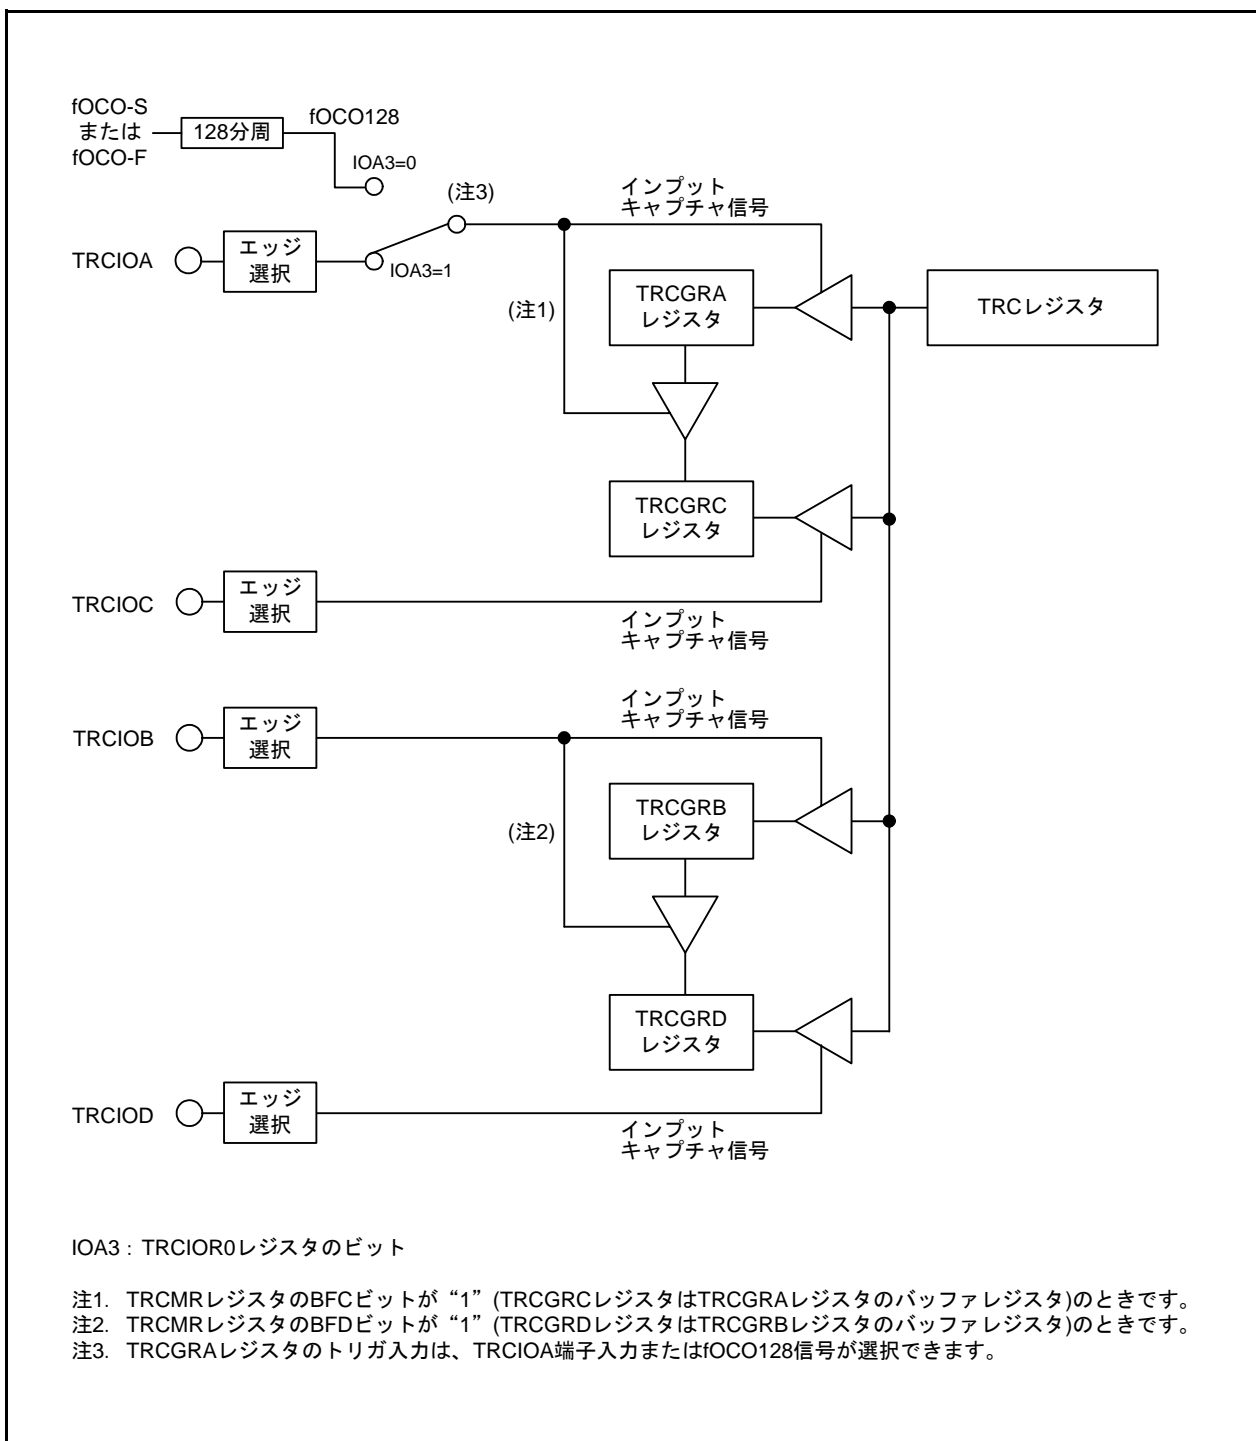 fOCO-S
または
fOCO-F
128分周
fOCO128
IOA3=0
(注3)
インプット
キャプチャ信号
TRCIOA
エッジ
選択
IOA3=1
(注1)
TRCGRA
レジスタ
TRCレジスタ
TRCGRC
レジスタ
TRCIOC
エッジ
選択
インプット
キャプチャ信号
インプット
キャプチャ信号
TRCIOB
エッジ
選択
(注2)
TRCGRB
レジスタ
TRCGRD
レジスタ
TRCIOD
エッジ
選択
インプット
キャプチャ信号
IOA3：TRCIOR0レジスタのビット
注1. TRCMRレジスタのBFCビットが“1”(TRCGRCレジスタはTRCGRAレジスタのバッファレジスタ)のときです。
注2. TRCMRレジスタのBFDビットが“1”(TRCGRDレジスタはTRCGRBレジスタのバッファレジスタ)のときです。
注3. TRCGRAレジスタのトリガ入力は、TRCIOA端子入力またはfOCO128信号が選択できます。